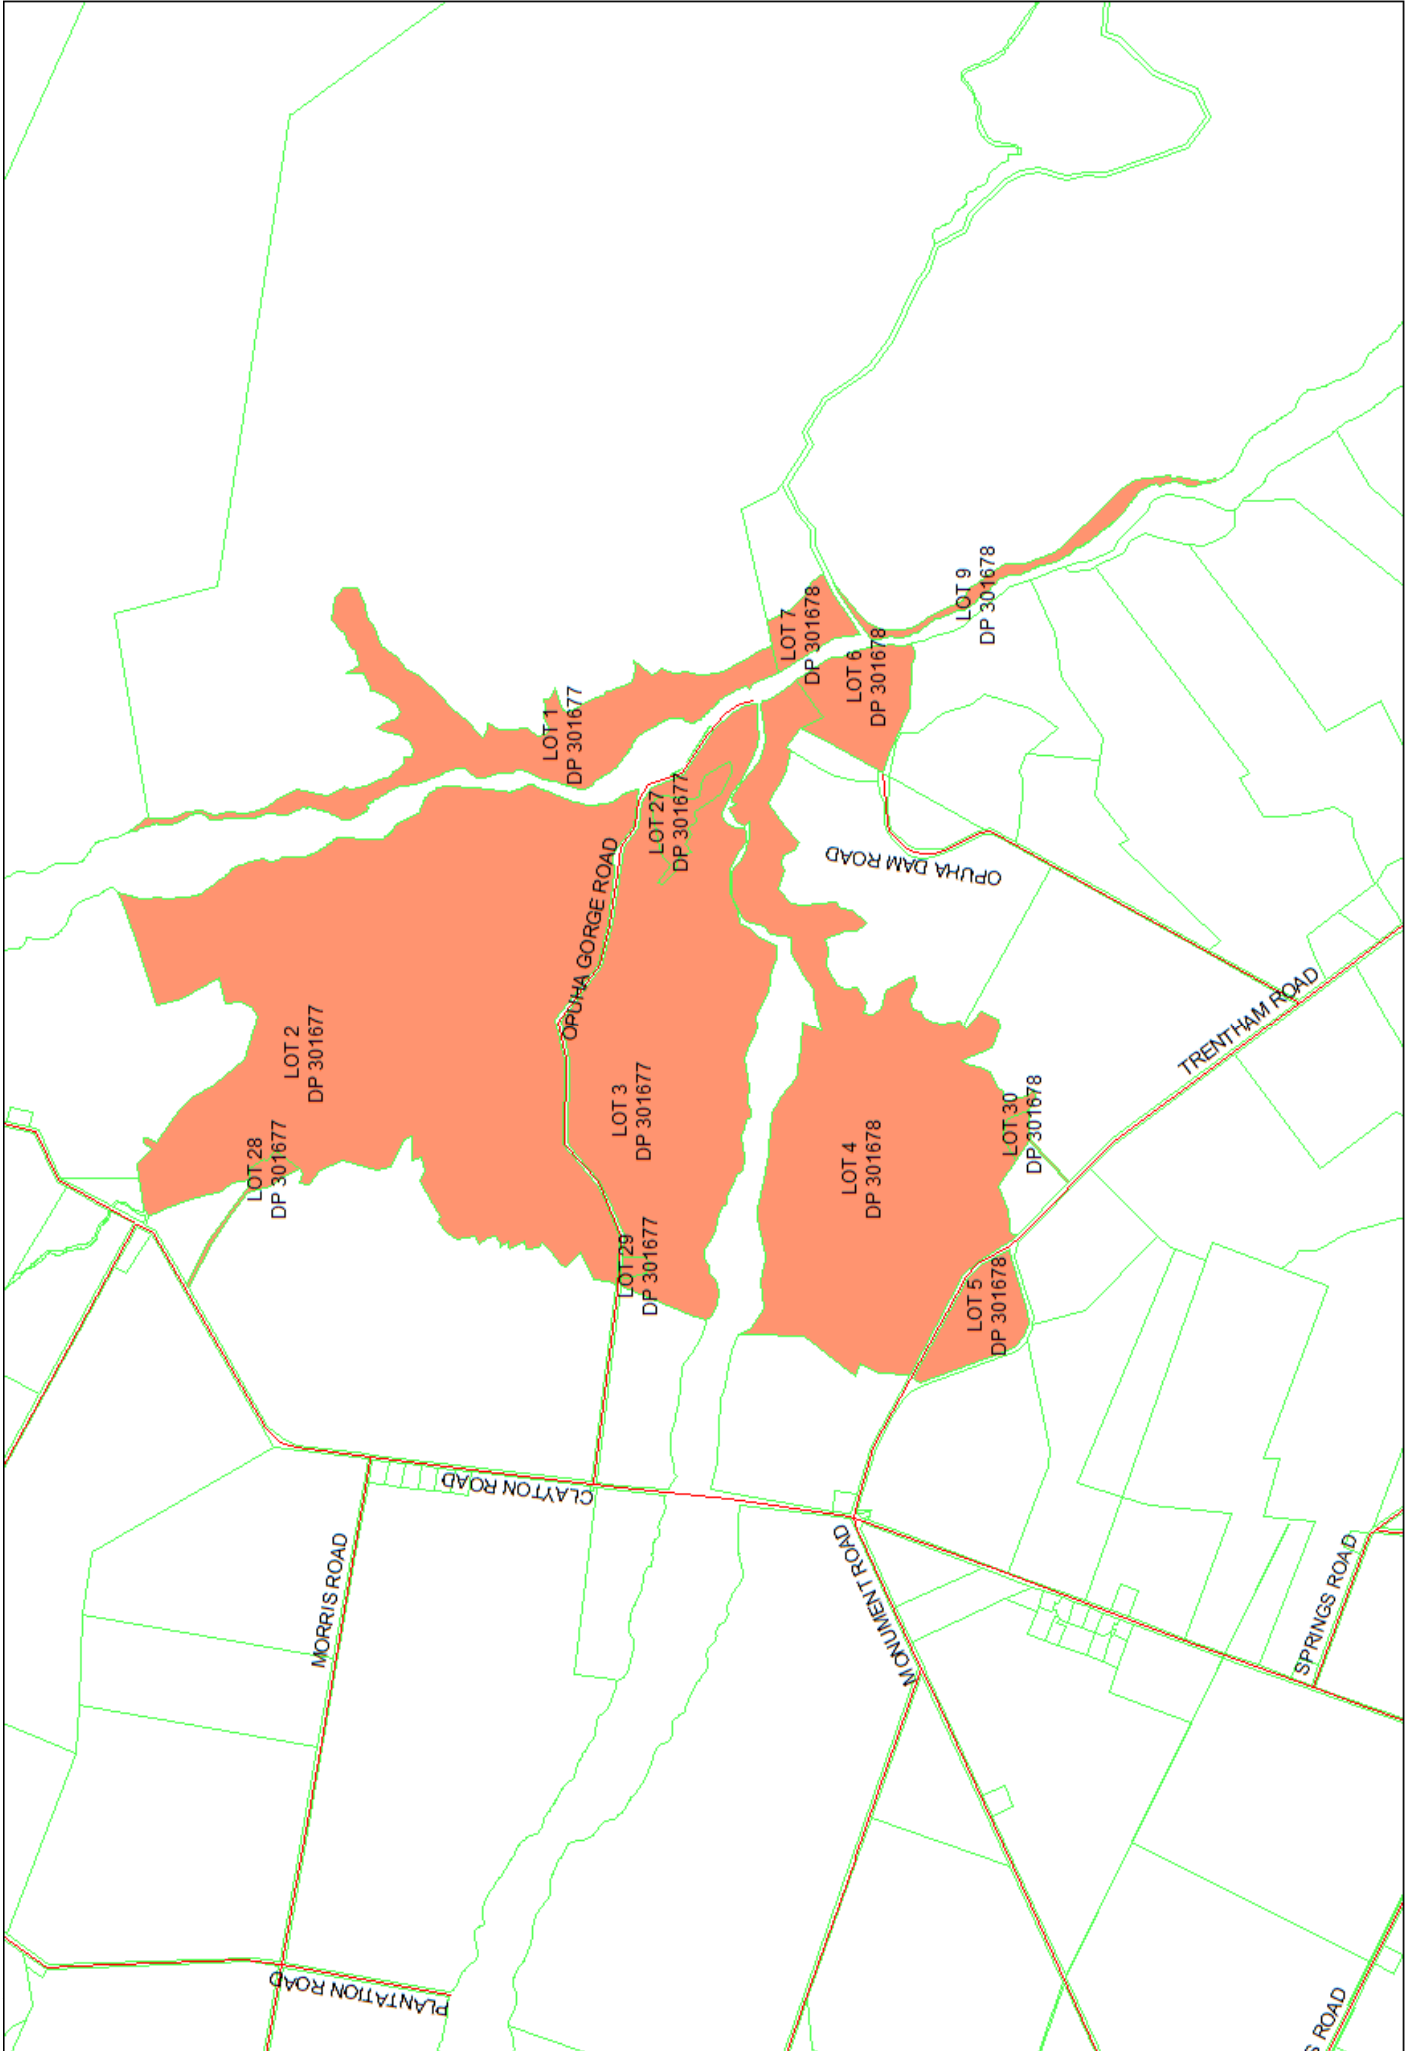 LOT 2
DP 301677
LOT 28
DP 301677
LOT 1
DP 301677
OPUHA GORGE ROAD
LOT 27
DP 301677
LOT 3
DP 301677
LOT 29
DP 301677
LOT 7
DP 301678
LOT 6
DP 301678
LOT 9
DP 301678
OPUHA DAM ROAD
LOT 4
DP 301678
LOT 30
DP 301678
LOT 5
DP 301678
TRENTHAM ROAD
CLAYTON ROAD
MORRIS ROAD
MONUMENT ROAD
SPRINGS ROAD
PLANTATION ROAD
S ROAD